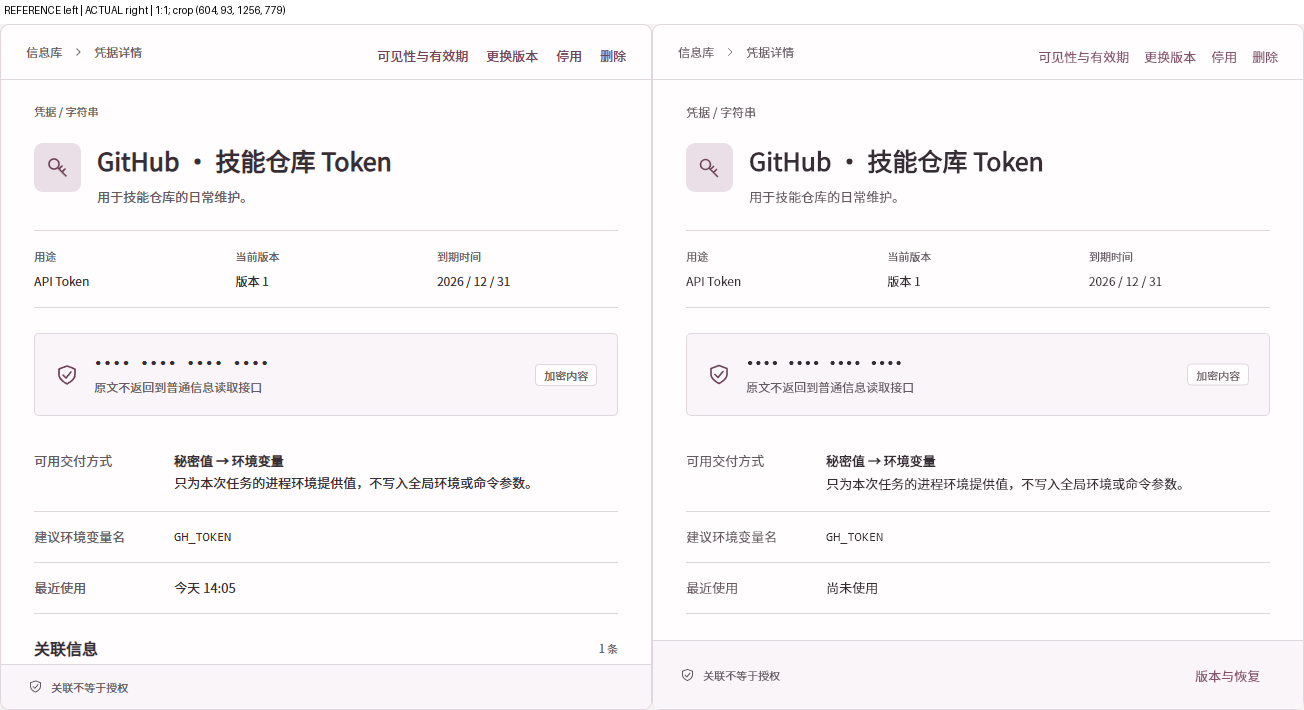 REFERENCE left | ACTUAL right | 1:1; crop (604, 93, 1256, 779)
信息库 > 凭据详情 可见性与有效期 更换版本 停用 删除
凭据 / 字符串
GitHub · 技能仓库 Token
用于技能仓库的日常维护。
用途 当前版本 到期时间
API Token 版本 1 2026 / 12 / 31
•••• •••• •••• ••••
原文不返回到普通信息读取接口
加密内容
可用交付方式 秘密值 → 环境变量
只为本次任务的进程环境提供值，不写入全局环境或命令参数。
建议环境变量名 GH_TOKEN
最近使用 今天 14:05
关联信息 1 条
关联不等于授权
信息库 > 凭据详情 可见性与有效期 更换版本 停用 删除
凭据 / 字符串
GitHub · 技能仓库 Token
用于技能仓库的日常维护。
用途 当前版本 到期时间
API Token 版本 1 2026 / 12 / 31
•••• •••• •••• ••••
原文不返回到普通信息读取接口
加密内容
可用交付方式 秘密值 → 环境变量
只为本次任务的进程环境提供值，不写入全局环境或命令参数。
建议环境变量名 GH_TOKEN
最近使用 尚未使用
关联不等于授权 版本与恢复